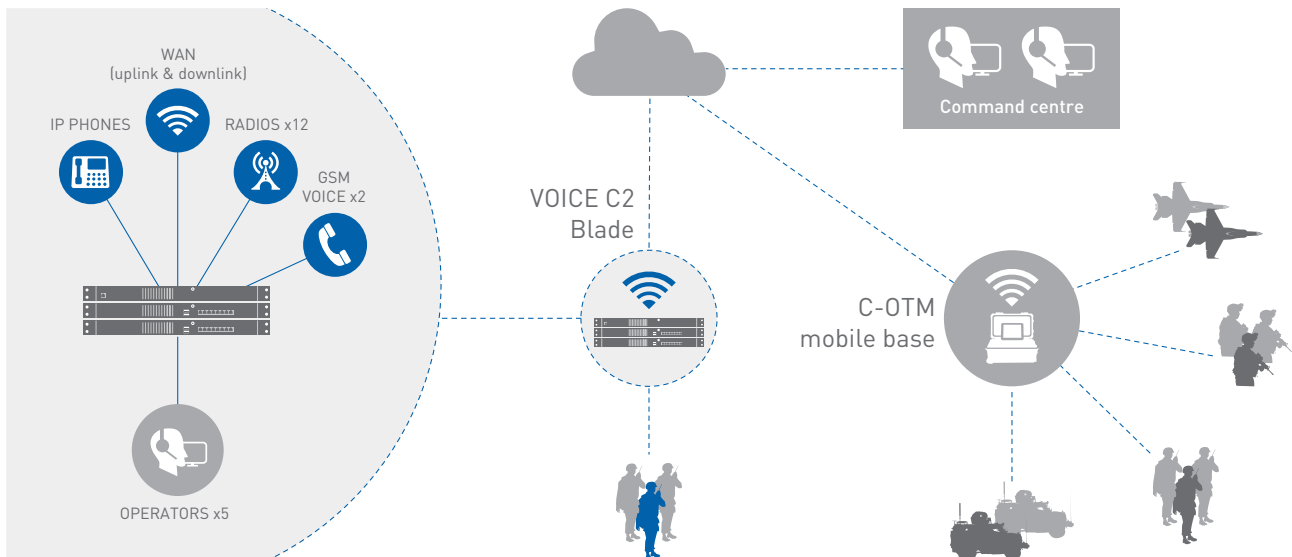 WAN
(uplink & downlink)
IP PHONES
RADIOS x12
GSM
VOICE x2
OPERATORS x5
VOICE C2
Blade
Command centre
C-OTM
mobile base